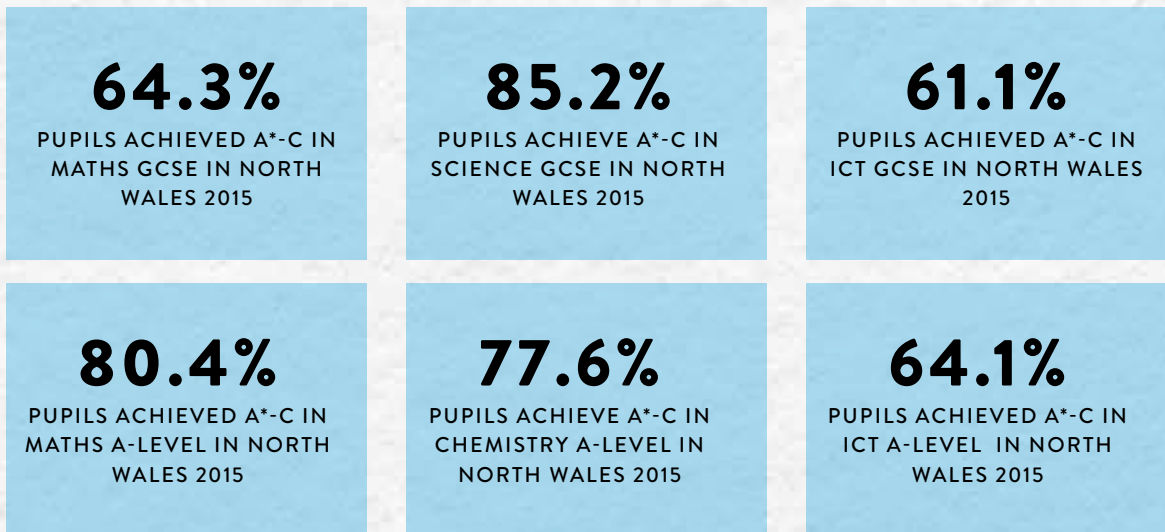 64.3%
PUPILS ACHIEVED A*-C IN
MATHS GCSE IN NORTH
WALES 2015
85.2%
PUPILS ACHIEVE A*-C IN
SCIENCE GCSE IN NORTH
WALES 2015
61.1%
PUPILS ACHIEVED A*-C IN
ICT GCSE IN NORTH WALES
2015
80.4%
PUPILS ACHIEVED A*-C IN
MATHS A-LEVEL IN NORTH
WALES 2015
77.6%
PUPILS ACHIEVE A*-C IN
CHEMISTRY A-LEVEL IN
NORTH WALES 2015
64.1%
PUPILS ACHIEVED A*-C IN
ICT A-LEVEL IN NORTH
WALES 2015